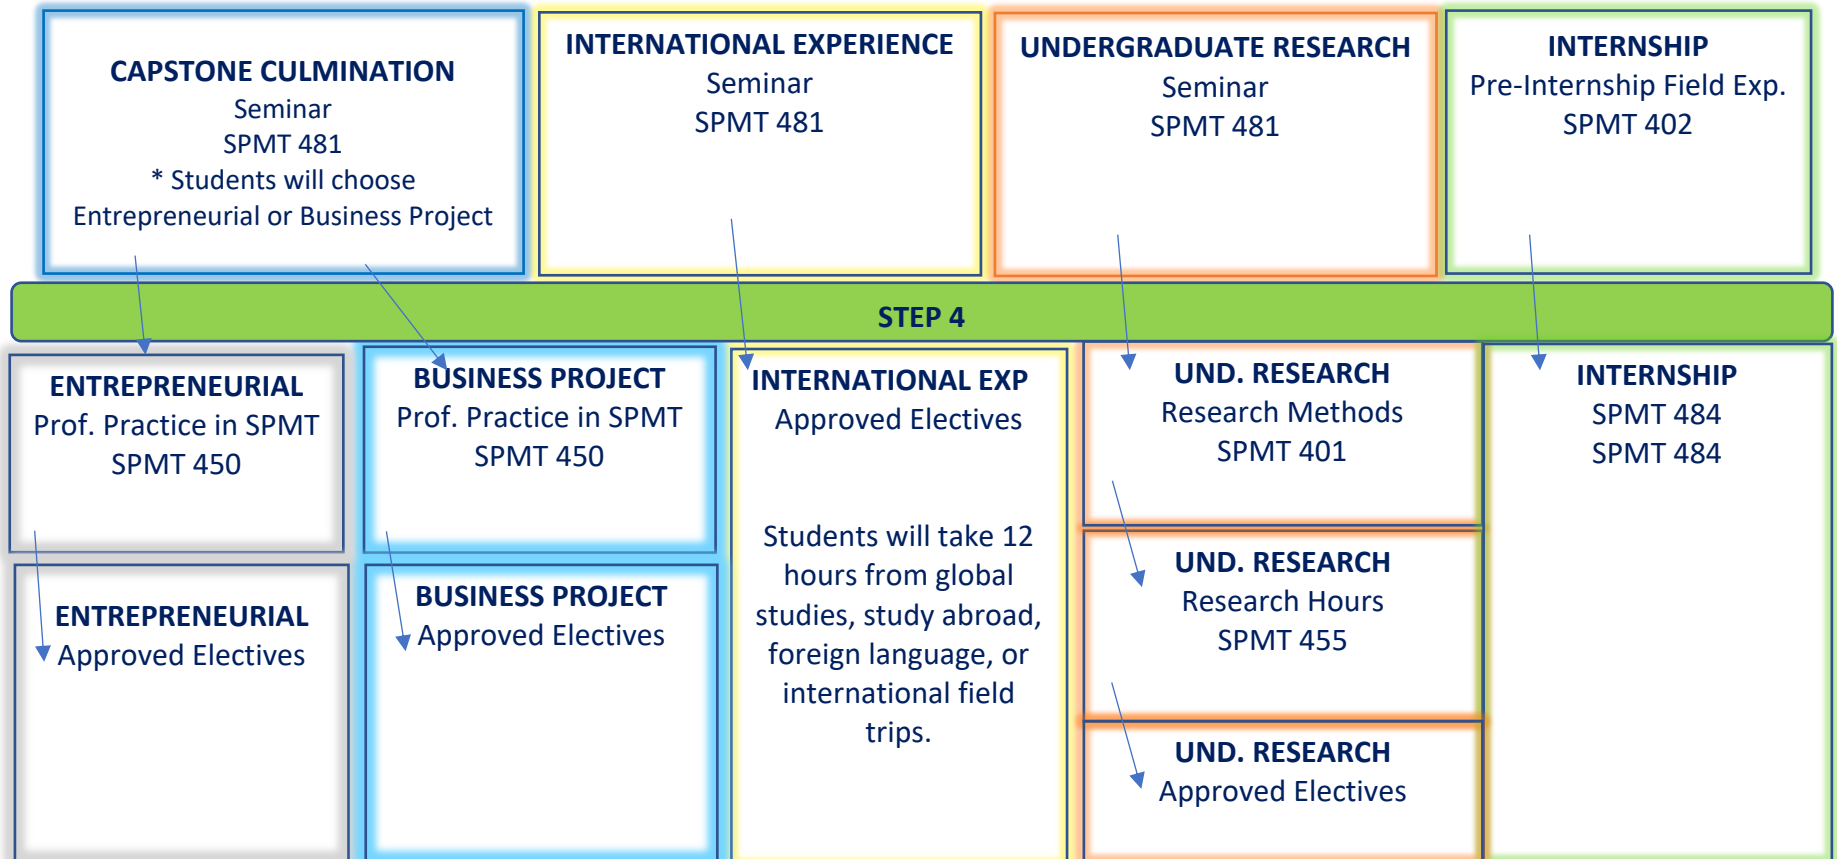 CAPSTONE CULMINATION
Seminar
SPMT 481
* Students will choose
Entrepreneurial or Business Project
INTERNATIONAL EXPERIENCE
Seminar
SPMT 481
UNDERGRADUATE RESEARCH
Seminar
SPMT 481
INTERNSHIP
Pre-Internship Field Exp.
SPMT 402
STEP 4
ENTREPRENEURIAL
Prof. Practice in SPMT
SPMT 450
ENTREPRENEURIAL
Approved Electives
BUSINESS PROJECT
Prof. Practice in SPMT
SPMT 450
BUSINESS PROJECT
Approved Electives
INTERNATIONAL EXP
Approved Electives
Students will take 12
hours from global
studies, study abroad,
foreign language, or
international field
trips.
UND. RESEARCH
Research Methods
SPMT 401
UND. RESEARCH
Research Hours
SPMT 455
UND. RESEARCH
Approved Electives
INTERNSHIP
SPMT 484
SPMT 484